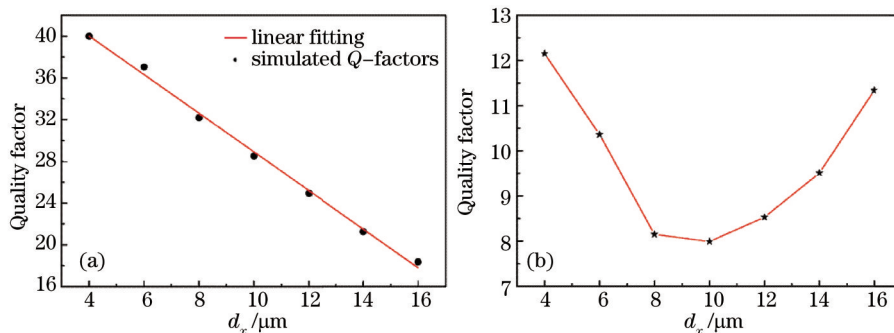 40
36
32
28
24
20
16
Quality factor
linear fitting
simulated Q-factors
(a)
4 6 8 10 12 14 16
dx/μm
13
12
11
10
9
8
7
Quality factor
(b)
4 6 8 10 12 14 16
dx/μm